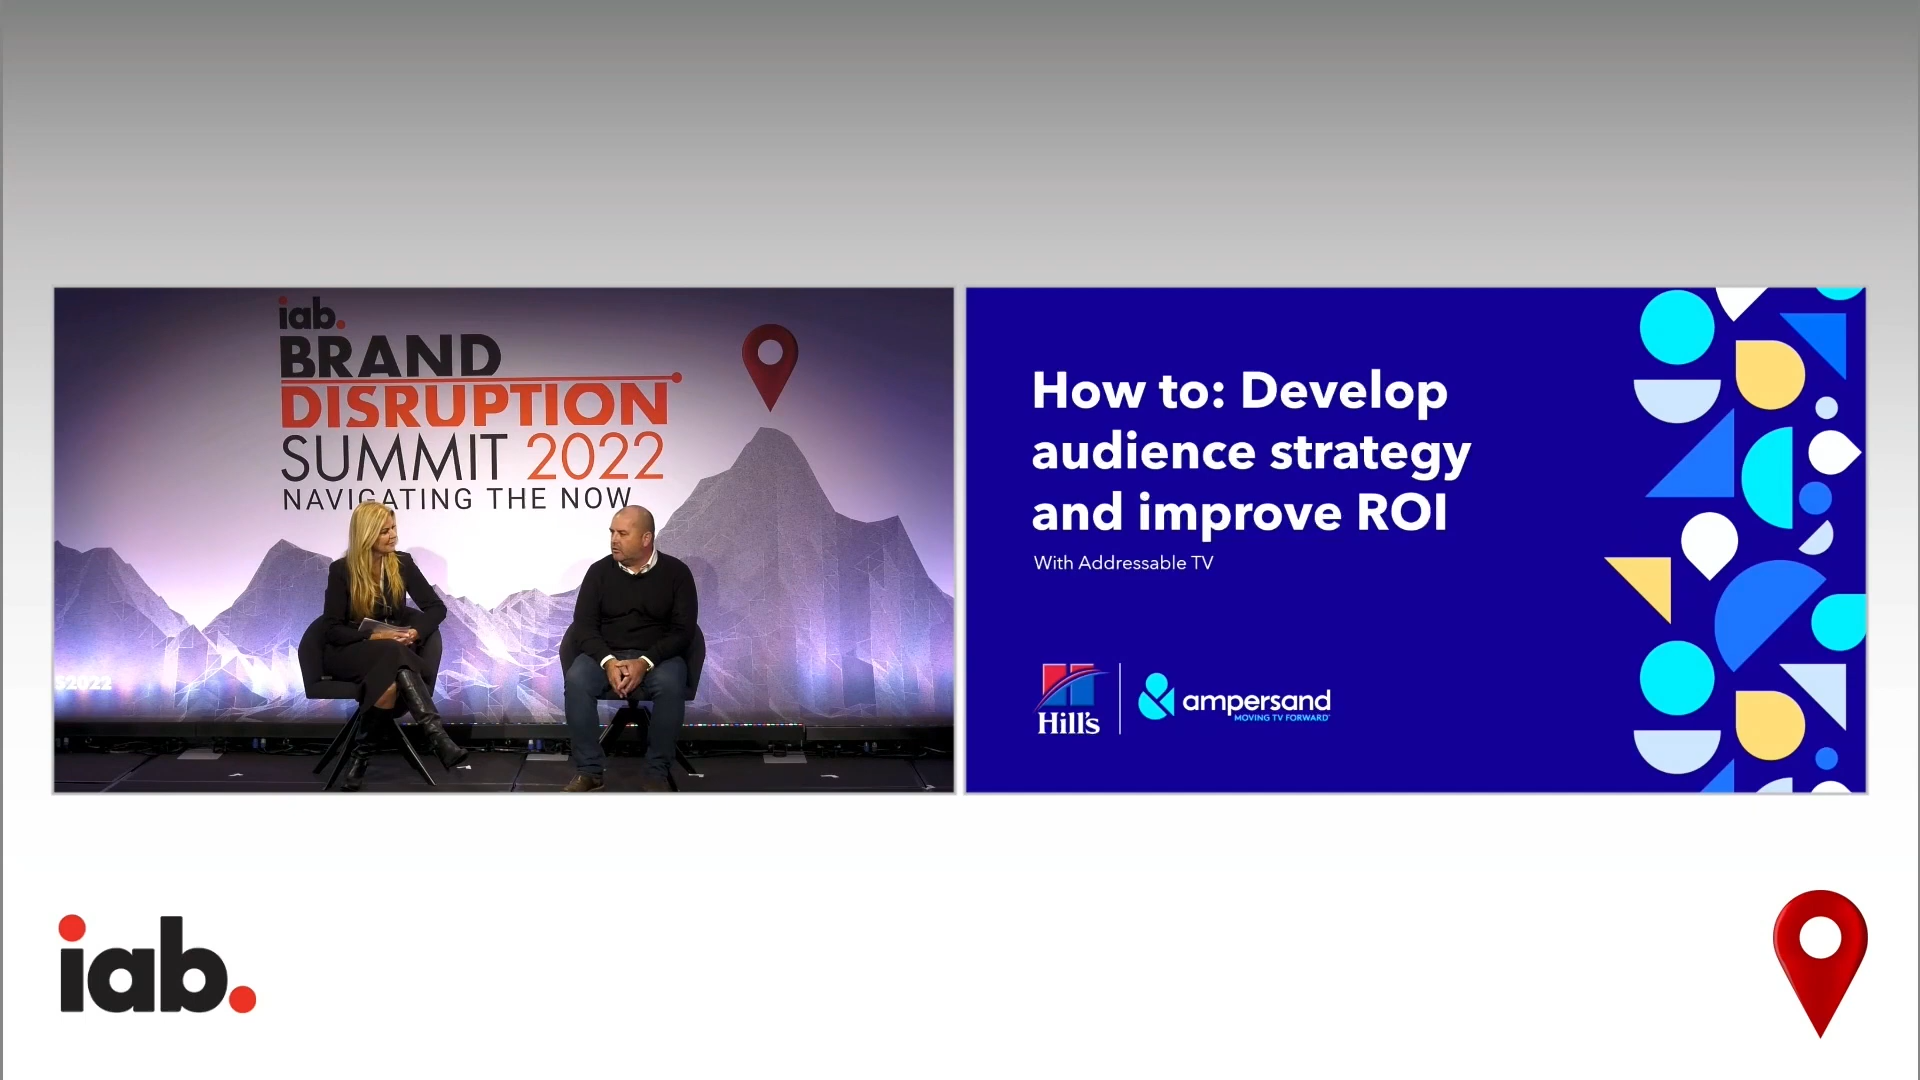 iab.
BRAND
DISRUPTION
SUMMIT 2022
NAVIGATING THE NOW
S2022
How to: Develop
audience strategy
and improve ROI
With Addressable TV
Hill's
ampersand
MOVING TV FORWARD
iab.